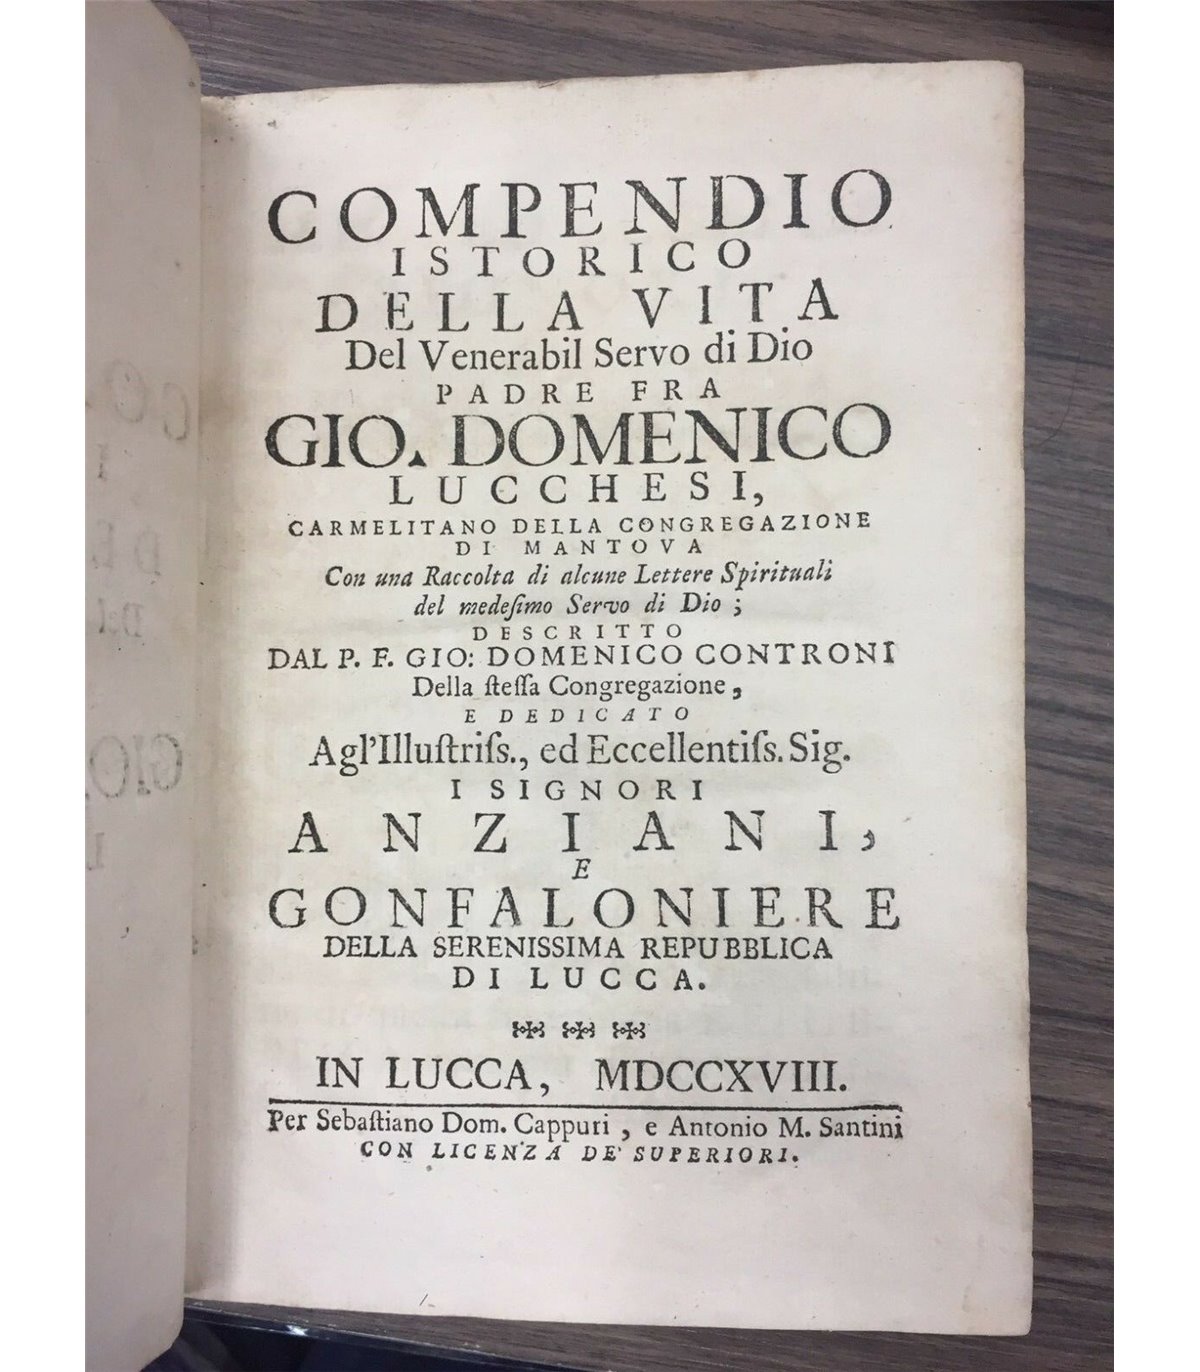 COMPENDIO
ISTORICO
DELLA VITA
Del Venerabil Servo di Dio
PADRE FRA
GIO. DOMENICO
LUCCHESI,
CARMELITANO DELLA CONGREGAZIONE
DI MANTOVA
Con una Raccolta di alcune Lettere Spirituali
del medeſimo Servo di Dio ;
DESCRITTO
DAL P. F. GIO: DOMENICO CONTRONI
Della ſteſſa Congregazione ,
E DEDICATO
Agl'Illuſtriſs., ed Eccellentiſs. Sig.
I SIGNORI
ANZIANI,
E
GONFALONIERE
DELLA SERENISSIMA REPUBBLICA
DI LUCCA.
IN LUCCA, MDCCXVIII.
Per Sebaſtiano Dom. Cappuri , e Antonio M. Santini
CON LICENZA DE' SUPERIORI.